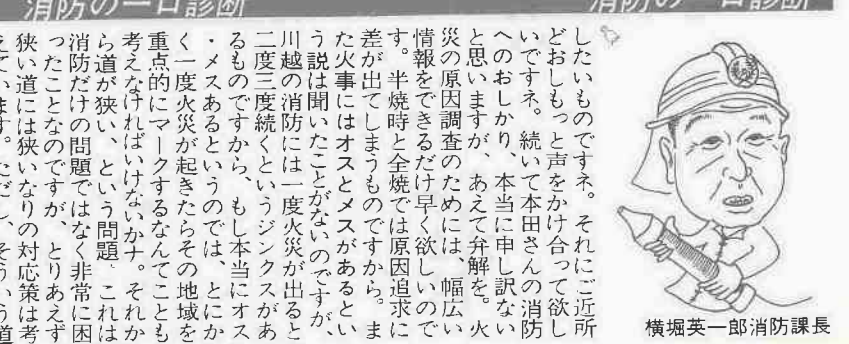 消防の一口診断
消防の一口診断
したいものですネ。それにご近所
どおしもっと声をかけ合って欲し
いですネ。続いて本田さんの消防
へのおしかり、本当に申し訳ない
と思いますが、あえて弁解を。火
災の原因調査のためには、幅広い
情報をできるだけ早く欲しいので
す。半焼時と全焼では原因追求に
差が出てしまうものですから。ま
た火事にはオスとメスがあるとい
う説は聞いたことがないのですが、
川越の消防には一度火災が出ると
二度三度続くというジンクスがあ
るものですから、もし本当にオス
・メスあるというのでは、とにか
く一度火災が起きたらその地域を
重点的にマークするなんてことも
考えなければいけないかナ。それか
ら道が狭い、という問題、これは
消防だけの問題ではなく非常に困
ったことなのですが、とりあえず
狭い道には狭いなりの対応策は考
えています。ただし、そういう道
横堀英一郎消防課長